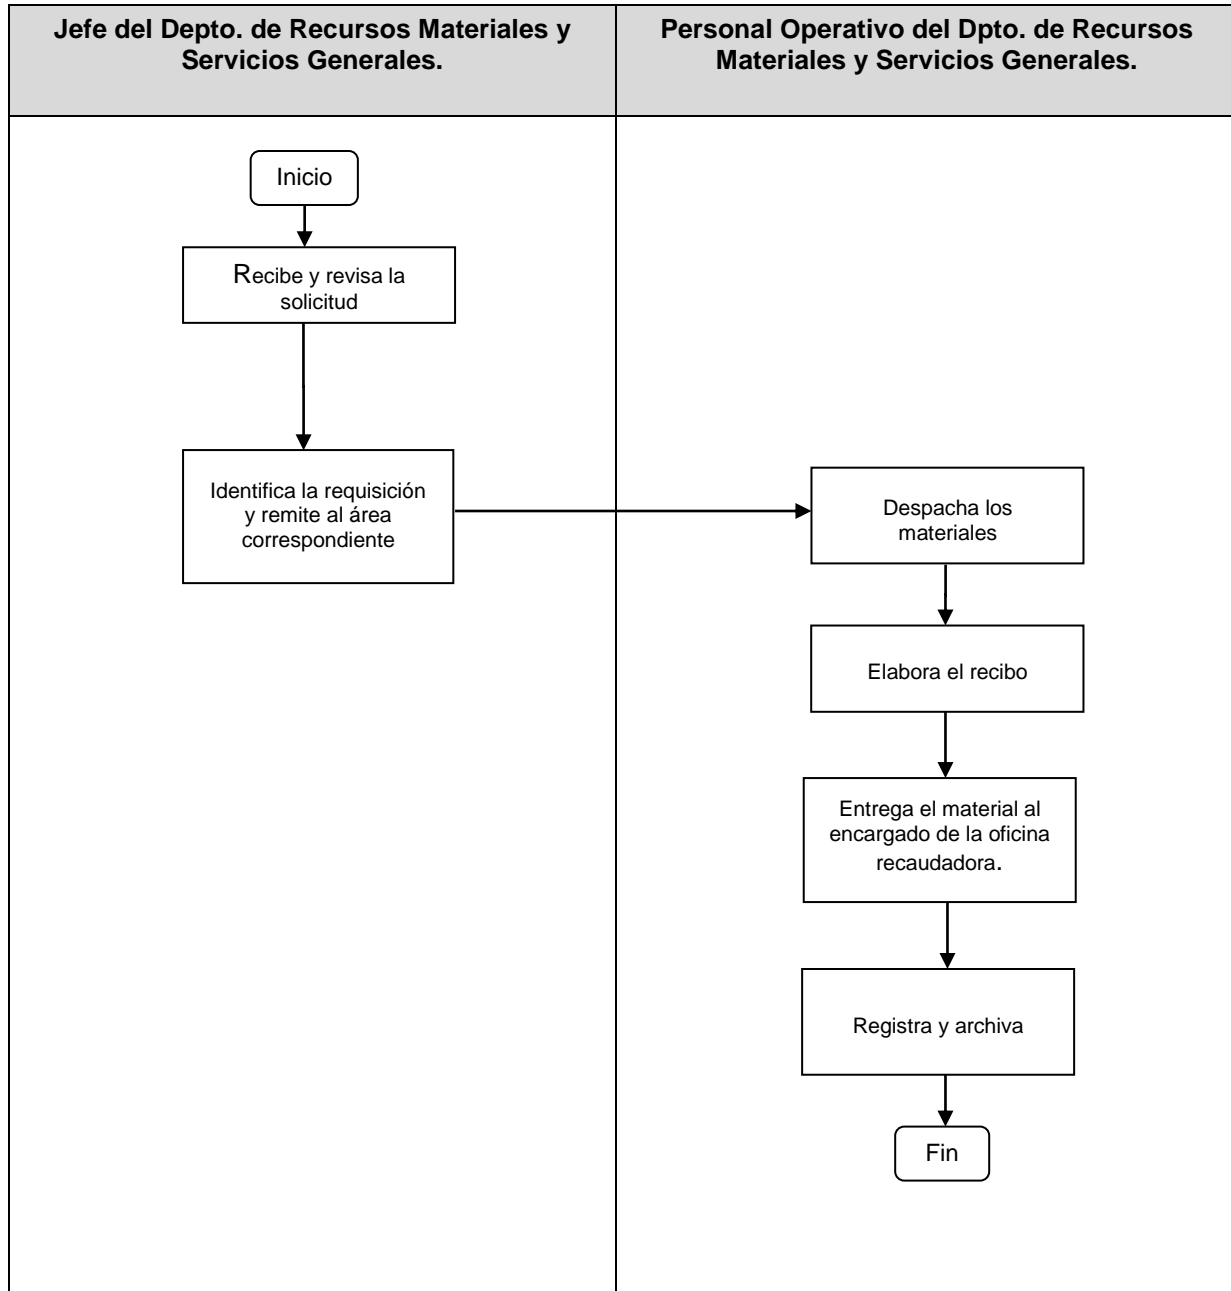 Jefe del Depto. de Recursos Materiales y
Servicios Generales.
Personal Operativo del Dpto. de Recursos
Materiales y Servicios Generales.
Inicio
Recibe y revisa la
solicitud
Identifica la requisición
y remite al área
correspondiente
Despacha los
materiales
Elabora el recibo
Entrega el material al
encargado de la oficina
recaudadora.
Registra y archiva
Fin